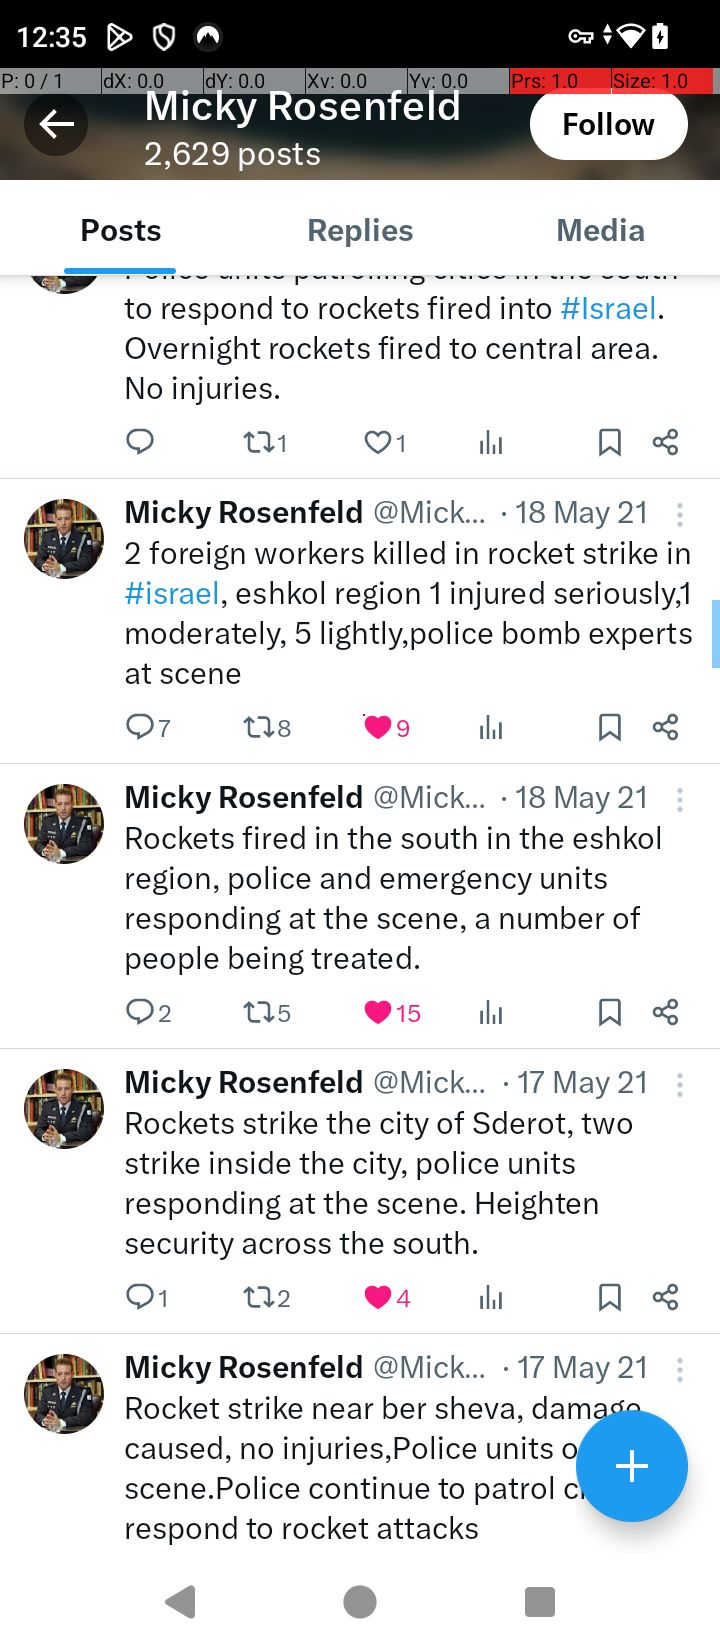 12:35
P: 0 / 1 dX: 0.0 dY: 0.0 Xv: 0.0 Yv: 0.0 Prs: 1.0 Size: 1.0
Micky Rosenfeld
2,629 posts
Follow
Posts Replies Media
Police units patrolling cities in the south
to respond to rockets fired into #Israel.
Overnight rockets fired to central area.
No injuries.
1 1
Micky Rosenfeld @Mick... · 18 May 21
2 foreign workers killed in rocket strike in
#israel, eshkol region 1 injured seriously,1
moderately, 5 lightly,police bomb experts
at scene
7 8 9
Micky Rosenfeld @Mick... · 18 May 21
Rockets fired in the south in the eshkol
region, police and emergency units
responding at the scene, a number of
people being treated.
2 5 15
Micky Rosenfeld @Mick... · 17 May 21
Rockets strike the city of Sderot, two
strike inside the city, police units
responding at the scene. Heighten
security across the south.
1 2 4
Micky Rosenfeld @Mick... · 17 May 21
Rocket strike near ber sheva, damage
caused, no injuries,Police units o
scene.Police continue to patrol c
respond to rocket attacks